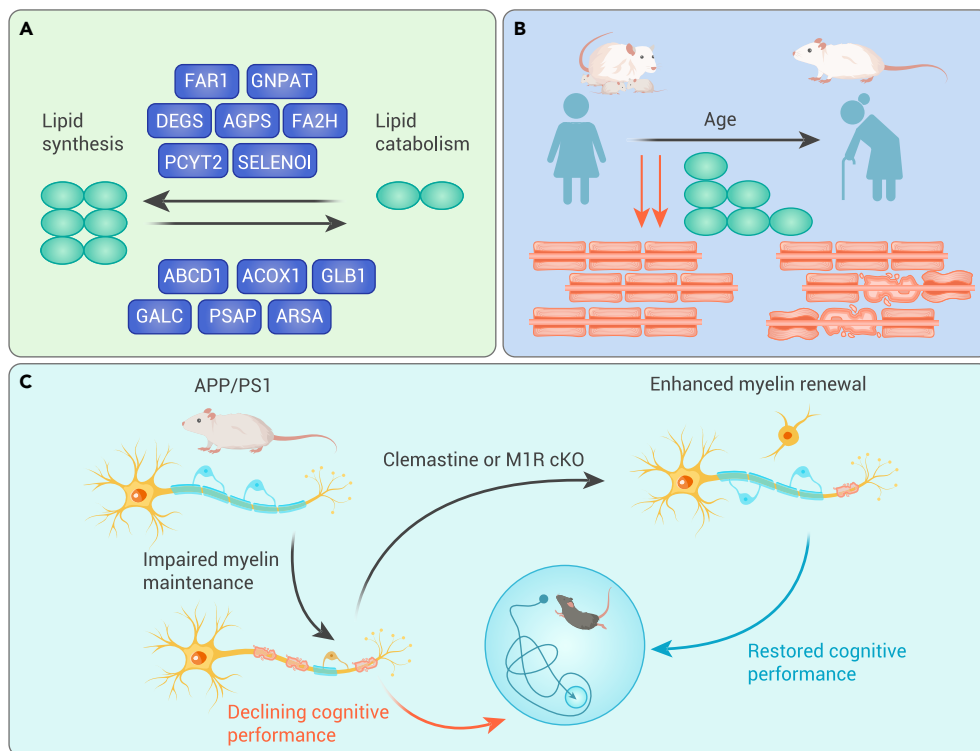 A
FAR1 GNPAT
DEGS AGPS FA2H
PCYT2 SELENOI
Lipid
synthesis
Lipid
catabolism
ABCD1 ACOX1 GLB1
GALC PSAP ARSA
B
Age
C
APP/PS1
Enhanced myelin renewal
Clemastine or M1R cKO
Impaired myelin
maintenance
Restored cognitive
performance
Declining cognitive
performance